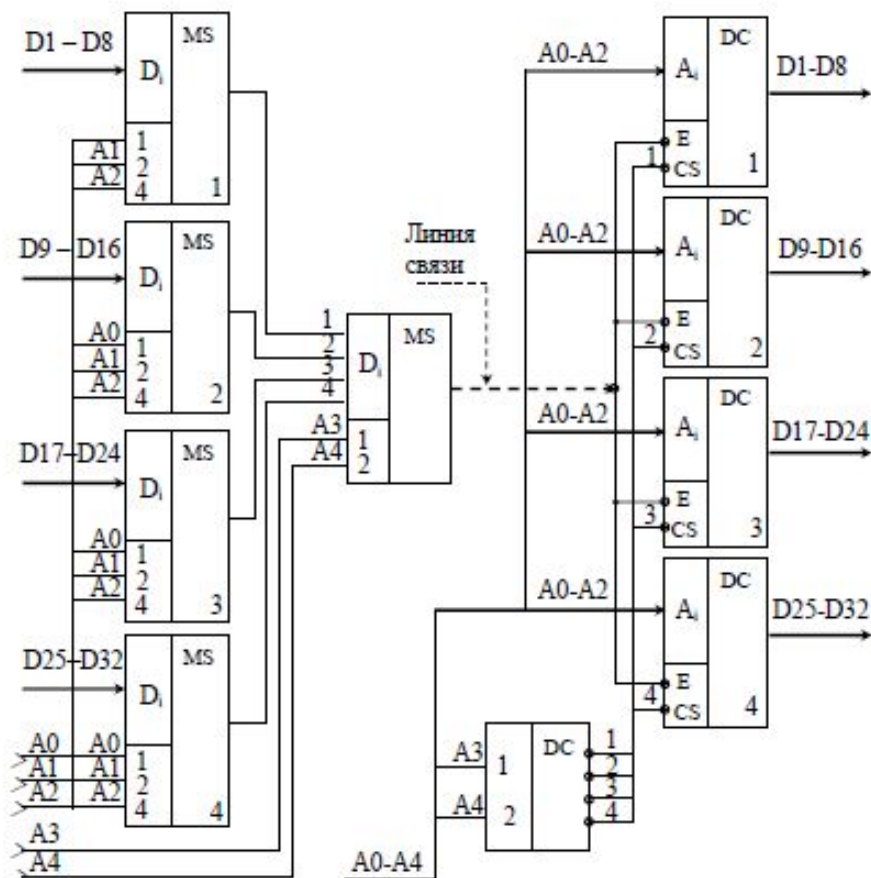 D1 – D8
Di
MS
1
A1
2
A2
4
1
D9 – D16
Di
MS
A0
1
A1
2
A2
4
2
D17–D24
Di
MS
A0
1
A1
2
A2
4
3
D25–D32
Di
MS
A0
A0
1
A1
A1
2
A2
A2
4
4
A3
A4
1
2
3
4
Di
MS
A3
1
A4
2
Линия
связи
A0-A2
Ai
DC
D1-D8
E
1
CS
1
A0-A2
Ai
DC
D9-D16
E
2
CS
2
A0-A2
Ai
DC
D17-D24
E
3
CS
3
A0-A2
Ai
DC
D25-D32
E
4
CS
4
A3
1
DC
1
2
3
4
A4
2
A0-A4